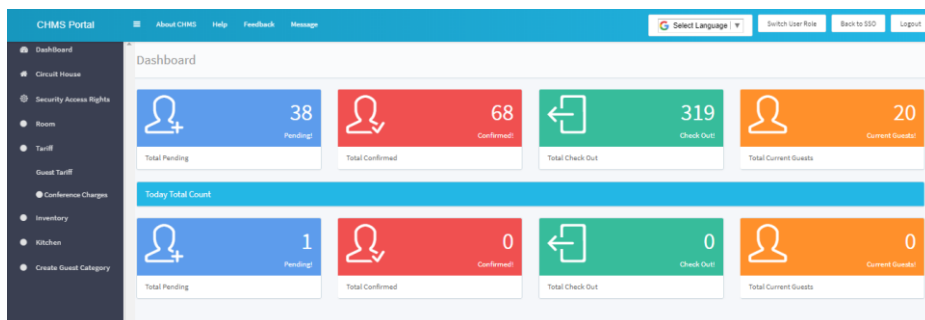 CHMS Portal
About CHMS Help Feedback Message
Select Language ▼
Switch User Role
Back to SSO
Logout
DashBoard
Circuit House
Security Access Rights
Room
Tariff
Guest Tariff
Conference Charges
Inventory
Kitchen
Create Guest Category
Dashboard
38
Pending!
Total Pending
68
Confirmed!
Total Confirmed
319
Check Out!
Total Check Out
20
Current Guests!
Total Current Guests
Today Total Count
1
Pending!
Total Pending
0
Confirmed!
Total Confirmed
0
Check Out!
Total Check Out
0
Current Guests!
Total Current Guests